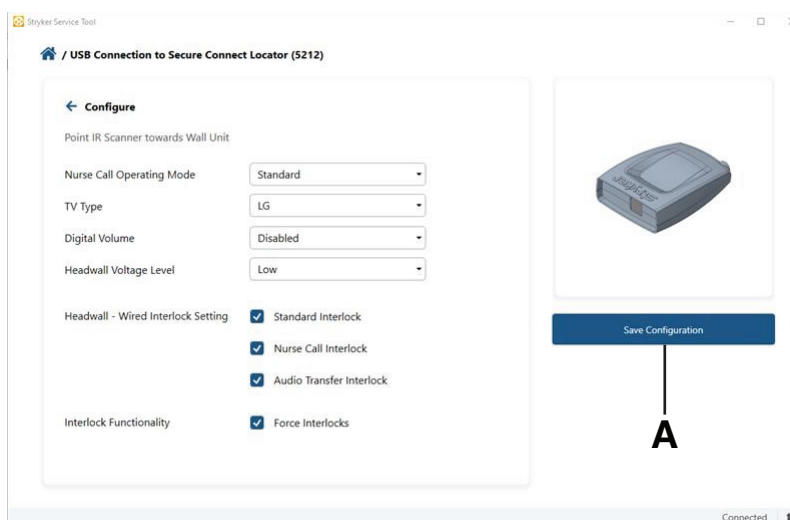 Stryker Service Tool
/ USB Connection to Secure Connect Locator (5212)
Configure
Point IR Scanner towards Wall Unit
Nurse Call Operating Mode Standard
TV Type LG
Digital Volume Disabled
Headwall Voltage Level Low
Headwall - Wired Interlock Setting Standard Interlock
Nurse Call Interlock
Audio Transfer Interlock
Interlock Functionality Force Interlocks
stryker
Save Configuration
A
Connected